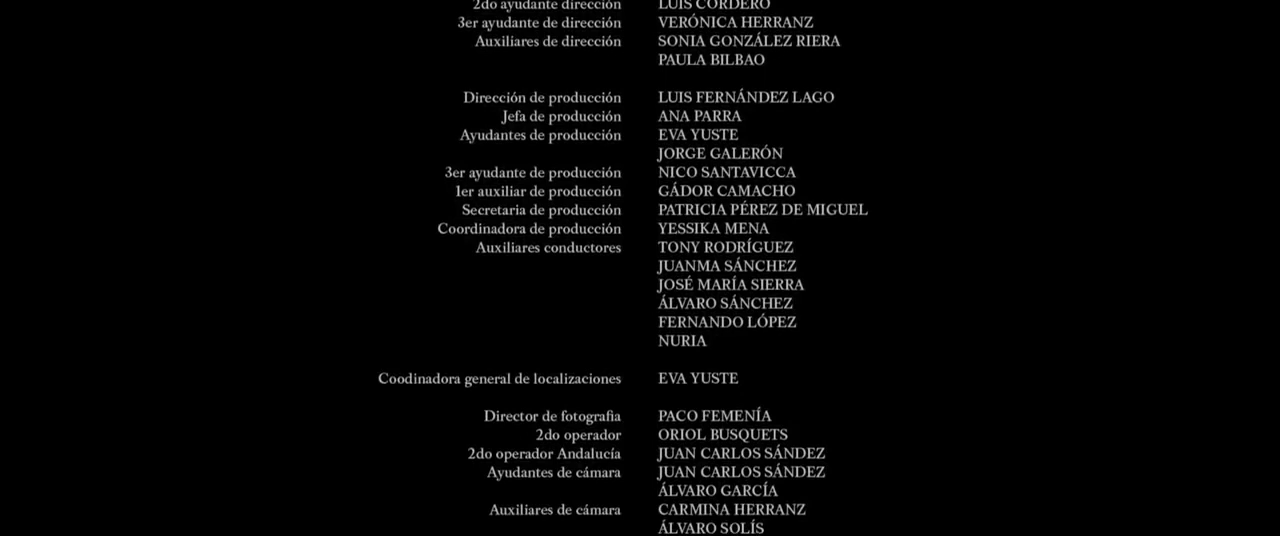 2do ayudante dirección LUIS CORDERO
3er ayudante de dirección VERÓNICA HERRANZ
Auxiliares de dirección SONIA GONZÁLEZ RIERA
PAULA BILBAO
Dirección de producción LUIS FERNÁNDEZ LAGO
Jefa de producción ANA PARRA
Ayudantes de producción EVA YUSTE
JORGE GALERÓN
3er ayudante de producción NICO SANTAVICCA
1er auxiliar de producción GÁDOR CAMACHO
Secretaria de producción PATRICIA PÉREZ DE MIGUEL
Coordinadora de producción YESSIKA MENA
Auxiliares conductores TONY RODRÍGUEZ
JUANMA SÁNCHEZ
JOSÉ MARÍA SIERRA
ÁLVARO SÁNCHEZ
FERNANDO LÓPEZ
NURIA
Coodinadora general de localizaciones EVA YUSTE
Director de fotografia PACO FEMENÍA
2do operador ORIOL BUSQUETS
2do operador Andalucía JUAN CARLOS SÁNDEZ
Ayudantes de cámara JUAN CARLOS SÁNDEZ
ÁLVARO GARCÍA
Auxiliares de cámara CARMINA HERRANZ
ÁLVARO SOLÍS